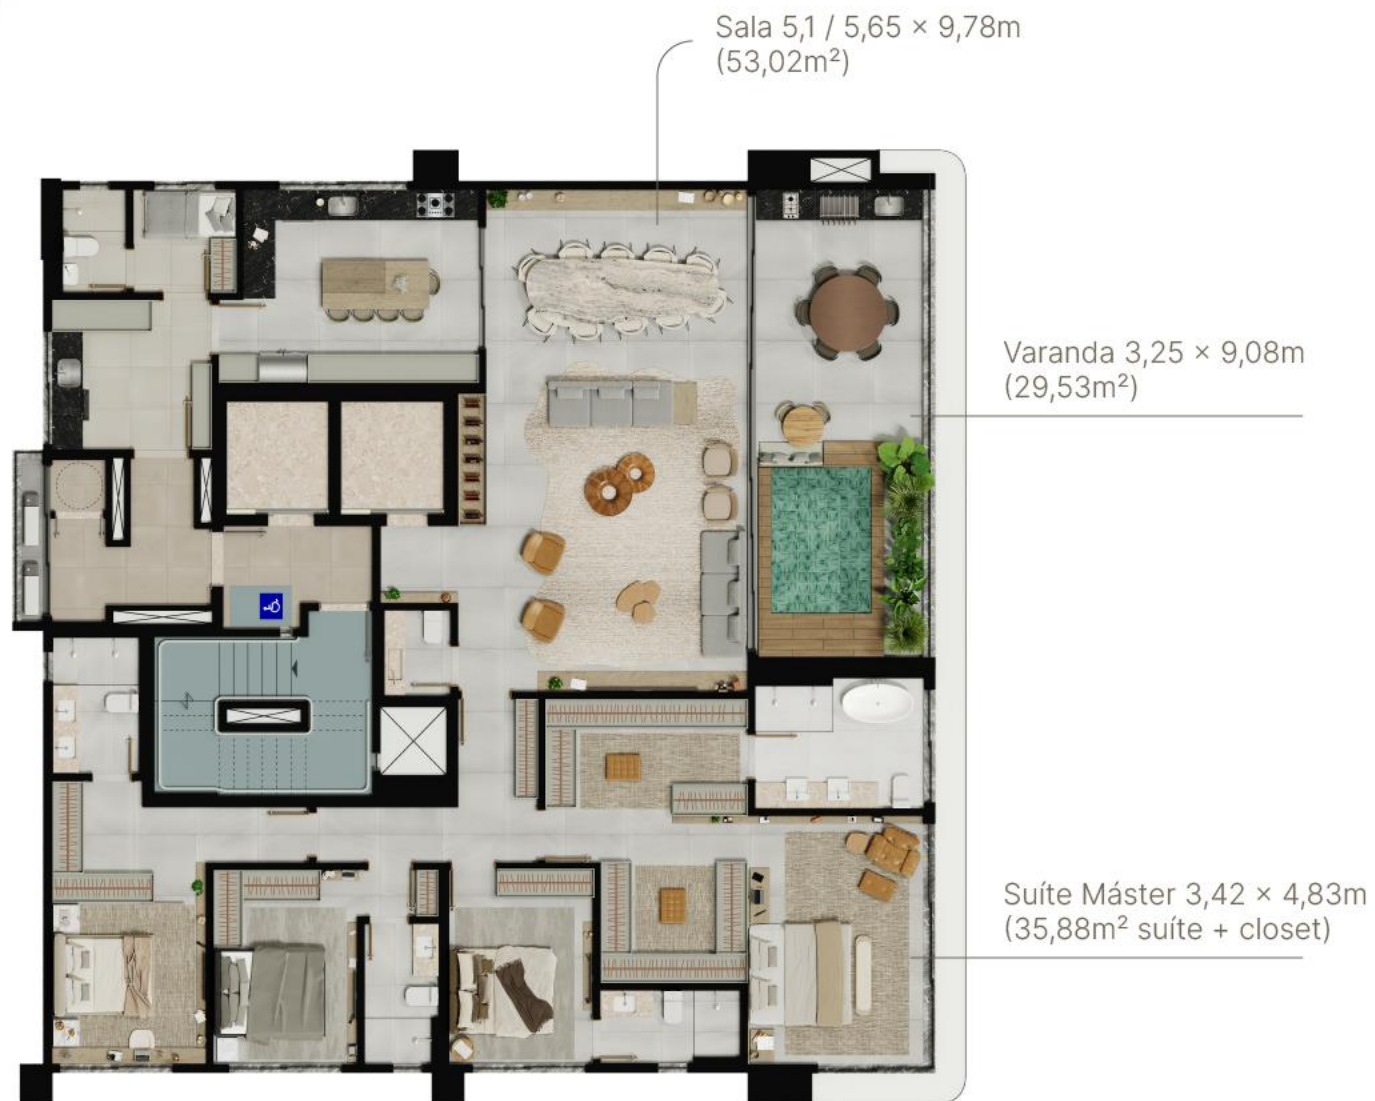 Sala 5,1 / 5,65 × 9,78m
(53,02m²)
Varanda 3,25 × 9,08m
(29,53m²)
Suíte Máster 3,42 × 4,83m
(35,88m² suíte + closet)